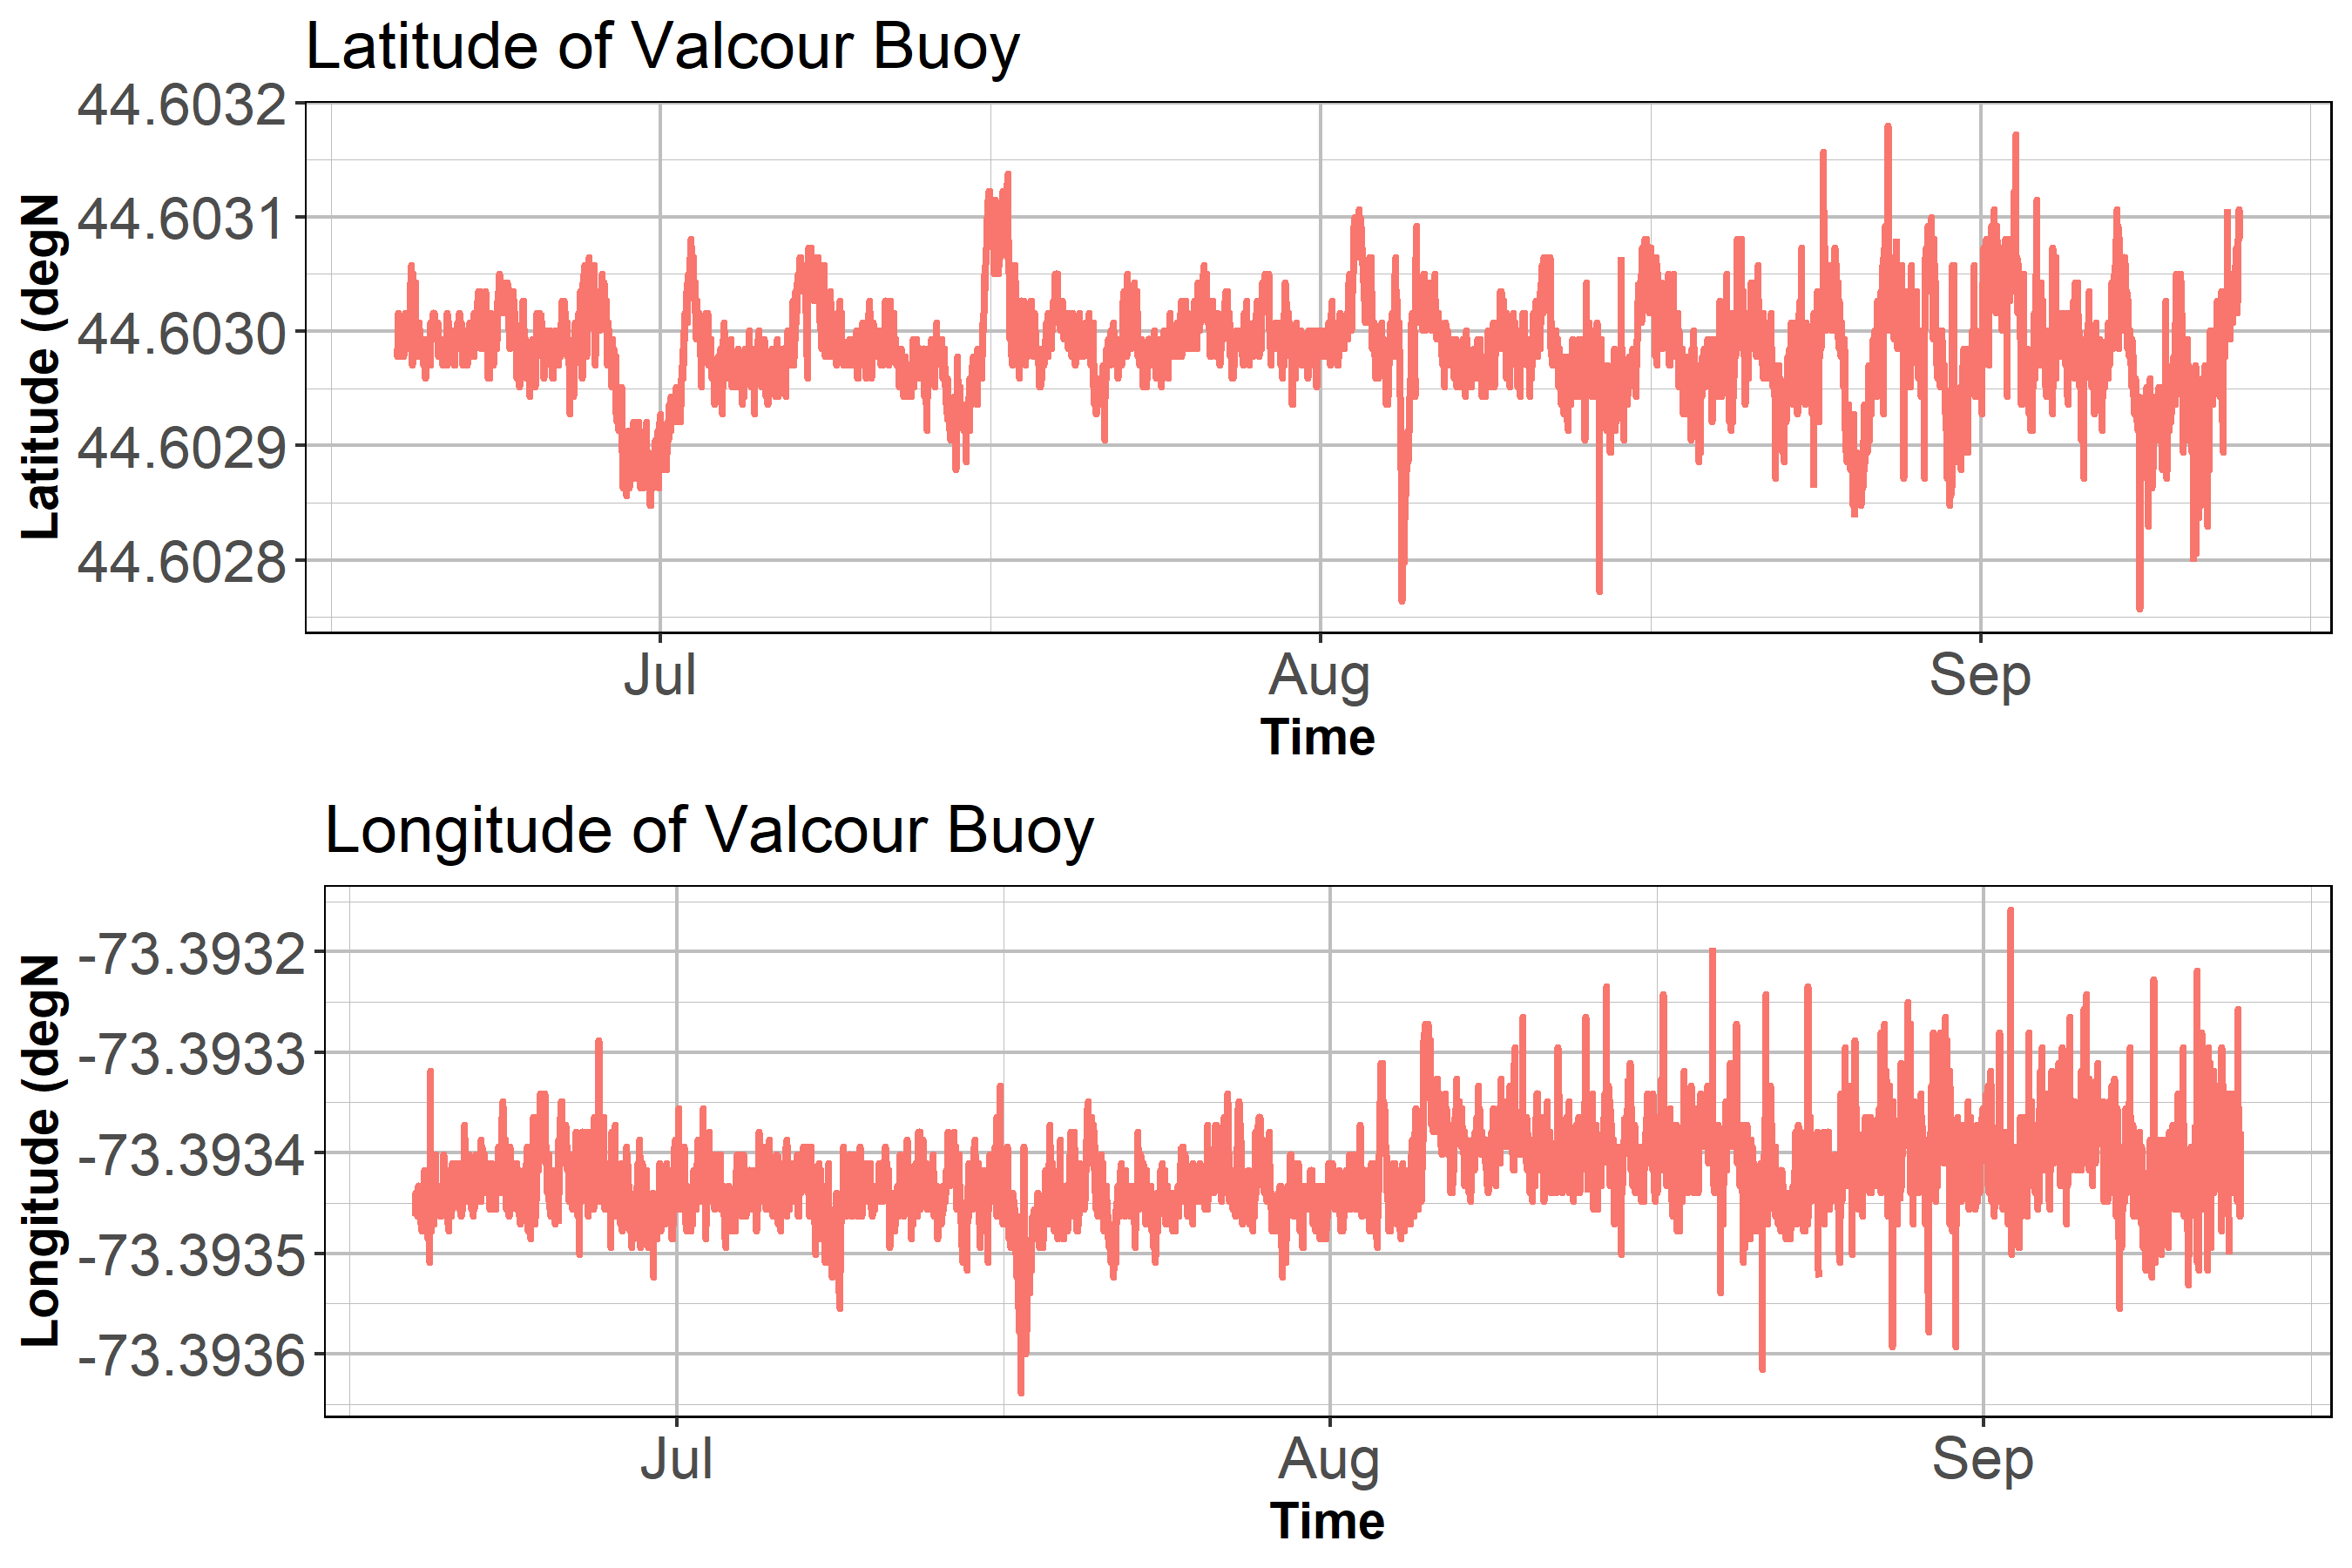 Latitude of Valcour Buoy
44.6032
44.6031
44.6030
44.6029
44.6028
Latitude (degN
Jul Aug Sep
Time
Longitude of Valcour Buoy
-73.3932
-73.3933
-73.3934
-73.3935
-73.3936
Longitude (degN
Jul Aug Sep
Time